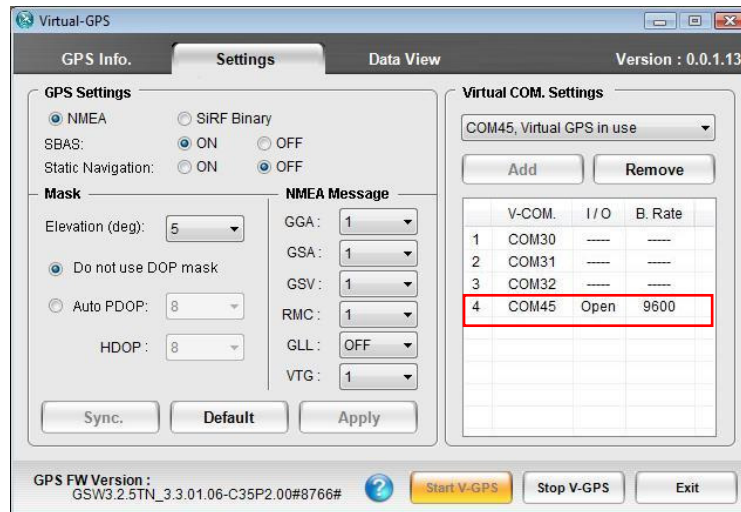 Virtual-GPS
GPS Info. Settings Data View Version : 0.0.1.13
GPS Settings
NMEA SiRF Binary
SBAS: ON OFF
Static Navigation: ON OFF
Mask
Elevation (deg): 5
Do not use DOP mask
Auto PDOP: 8
HDOP : 8
NMEA Message
GGA : 1
GSA : 1
GSV : 1
RMC : 1
GLL : OFF
VTG : 1
Sync. Default Apply
Virtual COM. Settings
COM45, Virtual GPS in use
Add Remove
V-COM. I / O B. Rate
1 COM30 ----- -----
2 COM31 ----- -----
3 COM32 ----- -----
4 COM45 Open 9600
GPS FW Version :
GSW3.2.5TN_3.3.01.06-C35P2.00#8766#
? Start V-GPS Stop V-GPS Exit